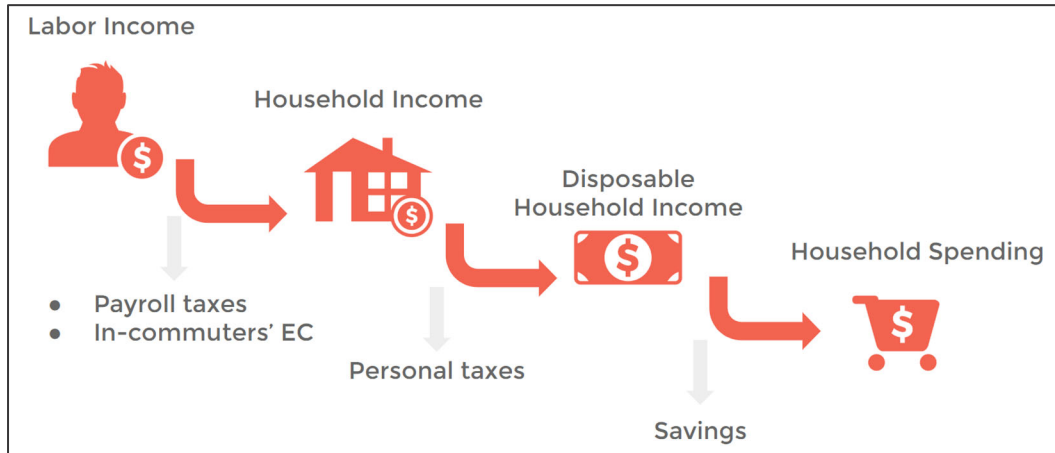 Labor Income
$
Household Income
$
Disposable
Household Income
$
Household Spending
$
● Payroll taxes
● In-commuters’ EC
Personal taxes
Savings